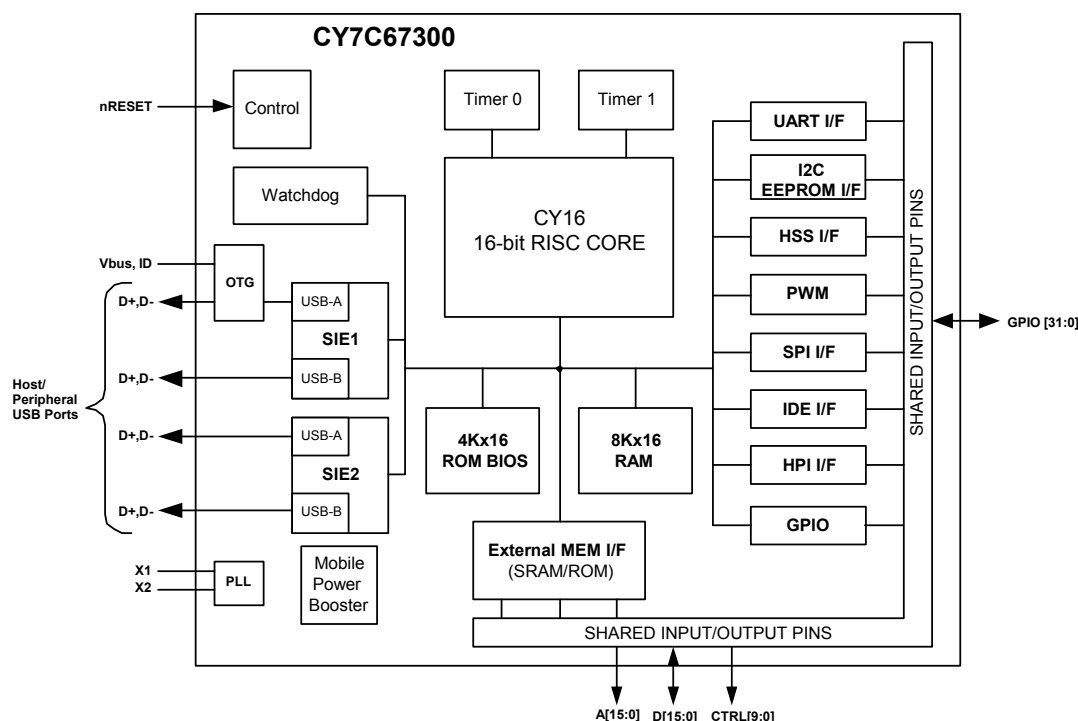 CY7C67300
nRESET
Control
Timer 0
Timer 1
Watchdog
CY16
16-bit RISC CORE
UART I/F
I2C
EEPROM I/F
HSS I/F
PWM
SPI I/F
IDE I/F
HPI I/F
GPIO
SHARED INPUT/OUTPUT PINS
GPIO [31:0]
Vbus, ID
OTG
D+,D-
USB-A
SIE1
D+,D-
USB-B
Host/
Peripheral
USB Ports
D+,D-
USB-A
SIE2
D+,D-
USB-B
4Kx16
ROM BIOS
8Kx16
RAM
X1
X2
PLL
Mobile
Power
Booster
External MEM I/F
(SRAM/ROM)
SHARED INPUT/OUTPUT PINS
A[15:0]
D[15:0]
CTRL[9:0]